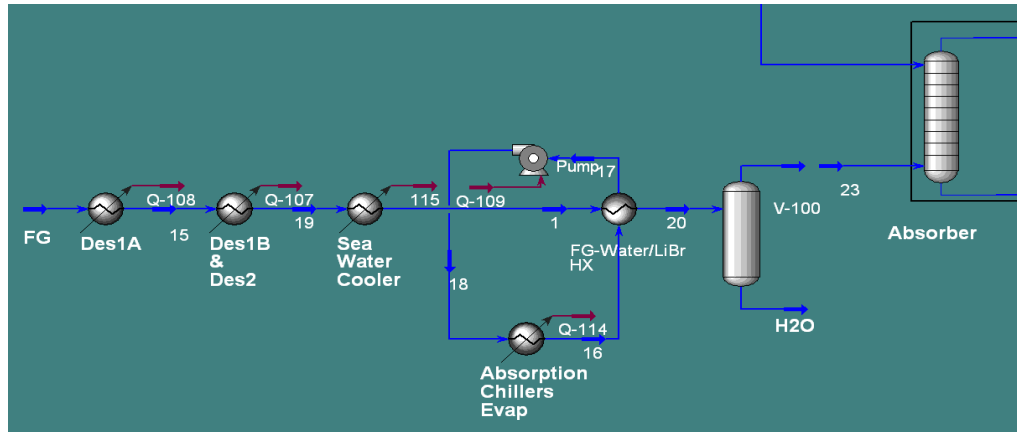 Pump
17
V-100
23
Absorber
FG
Des1A
Q-108
15
Des1B
&
Des2
Q-107
19
Sea
Water
Cooler
115
Q-109
1
FG-Water/LiBr
HX
20
18
Q-114
16
Absorption
Chillers
Evap
H2O